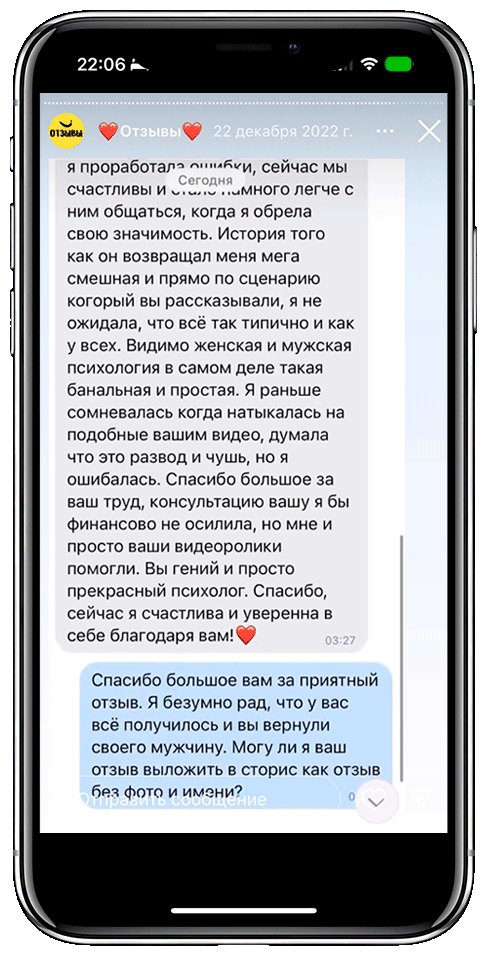 22:06
ОТЗЫВЫ
❤️Отзывы❤️ 22 декабря 2022 г.
я проработала ошибки, сейчас мы
Сегодня
счастливы и стало намного легче с
ним общаться, когда я обрела
свою значимость. История того
как он возвращал меня мега
смешная и прямо по сценарию
когорый вы рассказывали, я не
ожидала, что всё так типично и как
у всех. Видимо женская и мужская
психология в самом деле такая
банальная и простая. Я раньше
сомневалась когда натыкалась на
подобные вашим видео, думала
что это развод и чушь, но я
ошибалась. Спасибо большое за
ваш труд, консультацию вашу я бы
финансово не осилила, но мне и
просто ваши видеоролики
помогли. Вы гений и просто
прекрасный психолог. Спасибо,
сейчас я счастлива и уверенна в
себе благодаря вам!❤️
03:27
Спасибо большое вам за приятный
отзыв. Я безумно рад, что у вас
всё получилось и вы вернули
своего мужчину. Могу ли я ваш
отзыв выложить в сторис как отзыв
без фото и имени?
Отправить сообщение